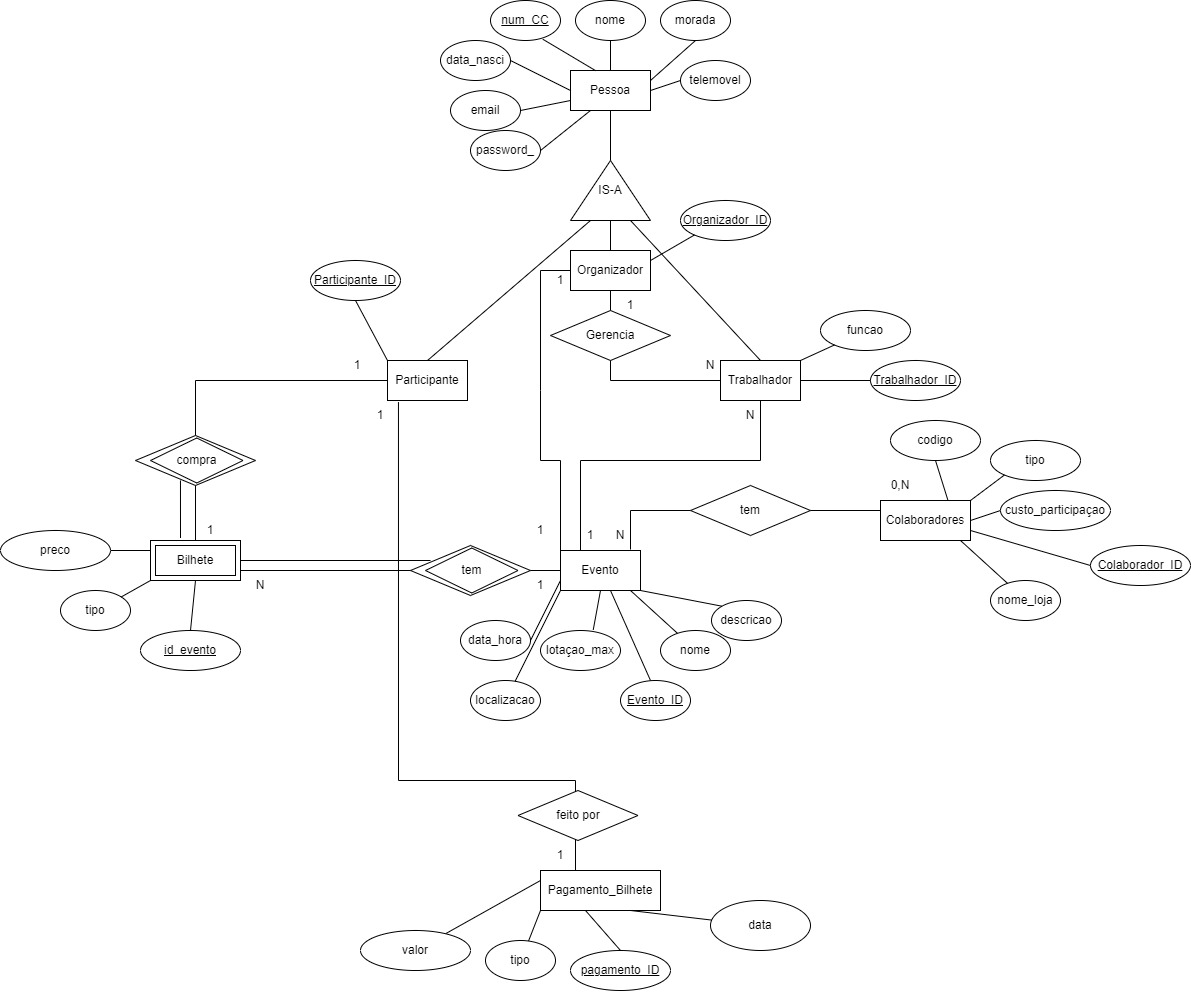 num_CC
nome
morada
data_nasci
telemovel
Pessoa
email
password_
IS-A
Organizador_ID
Organizador
1
Participante_ID
1
Gerencia
funcao
1
N
Participante
Trabalhador
Trabalhador_ID
1
N
codigo
compra
tipo
0,N
custo_participaçao
tem
Colaboradores
1
1
1
N
preco
Bilhete
tem
Evento
Colaborador_ID
N
1
tipo
nome_loja
descricao
data_hora
id_evento
lotaçao_max
nome
localizacao
Evento_ID
feito por
1
Pagamento_Bilhete
valor
tipo
pagamento_ID
data